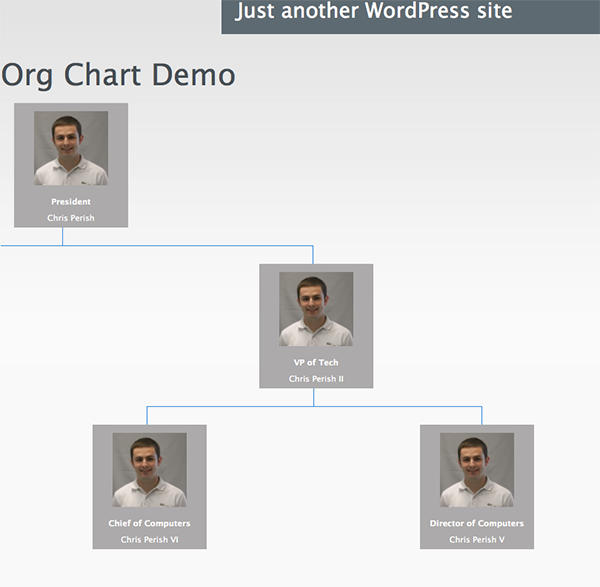 Just another WordPress site
Org Chart Demo
President
Chris Perish
VP of Tech
Chris Perish II
Chief of Computers
Chris Perish VI
Director of Computers
Chris Perish V